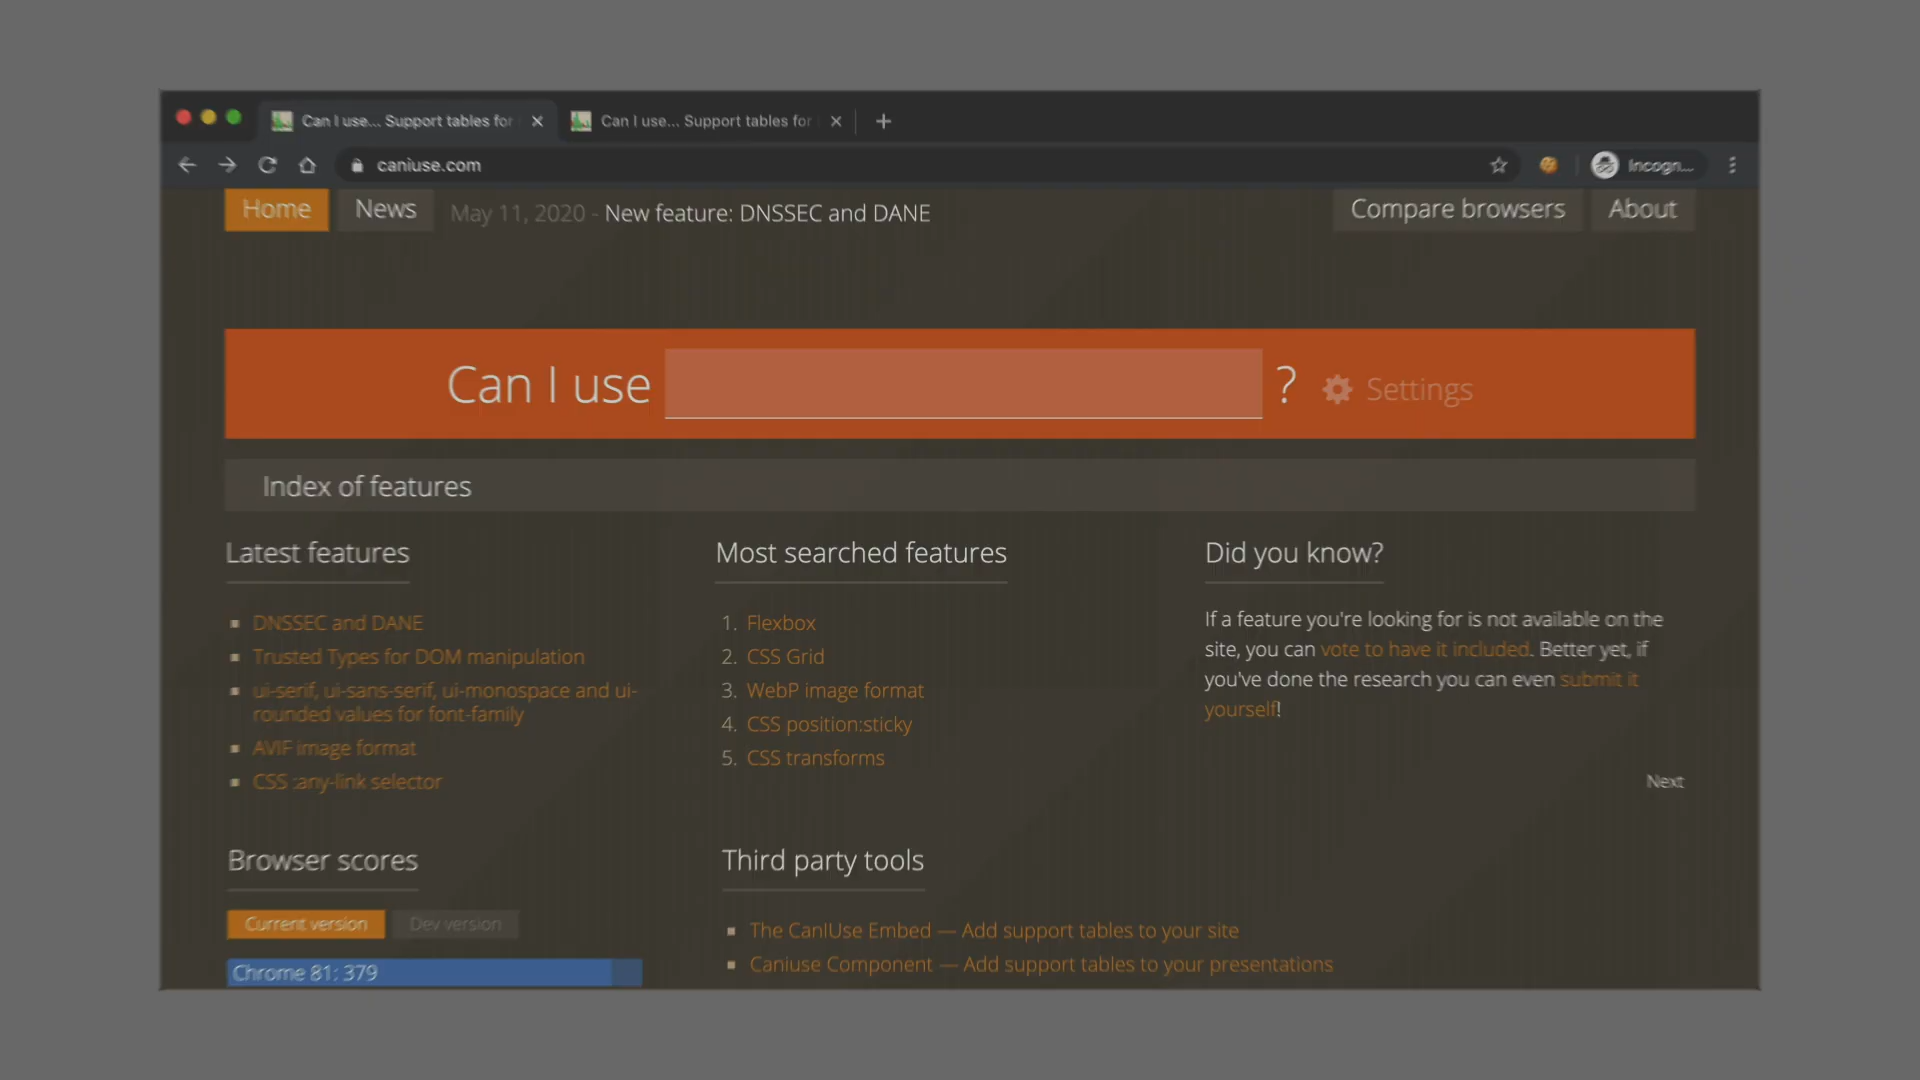 Can I use... Support tables for
Can I use... Support tables for
caniuse.com
Incogn...
Home
News
May 11, 2020 - New feature: DNSSEC and DANE
Compare browsers
About
Can I use
?
Settings
Index of features
Latest features
DNSSEC and DANE
Trusted Types for DOM manipulation
ui-serif, ui-sans-serif, ui-monospace and ui-
rounded values for font-family
AVIF image format
CSS :any-link selector
Most searched features
1. Flexbox
2. CSS Grid
3. WebP image format
4. CSS position:sticky
5. CSS transforms
Did you know?
If a feature you're looking for is not available on the
site, you can vote to have it included. Better yet, if
you've done the research you can even submit it
yourself!
Next
Browser scores
Current version
Dev version
Chrome 81: 379
Third party tools
The CanIUse Embed — Add support tables to your site
Caniuse Component — Add support tables to your presentations